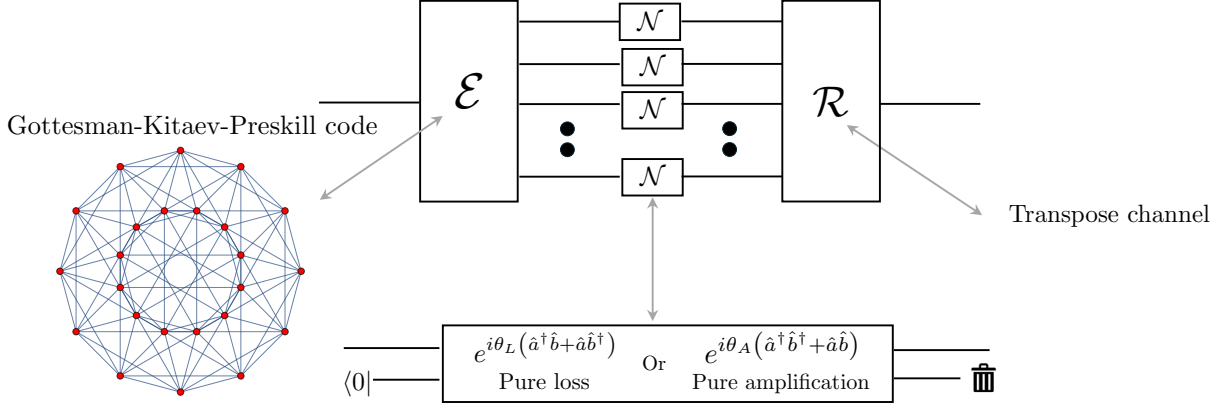 𝒩
𝒩
ℰ
𝒩
ℛ
Gottesman-Kitaev-Preskill code
𝒩
Transpose channel
e^{iθ_L(â†b̂+âb̂†)} Or e^{iθ_A(â†b̂†+âb̂)}
⟨0| Pure loss Pure amplification